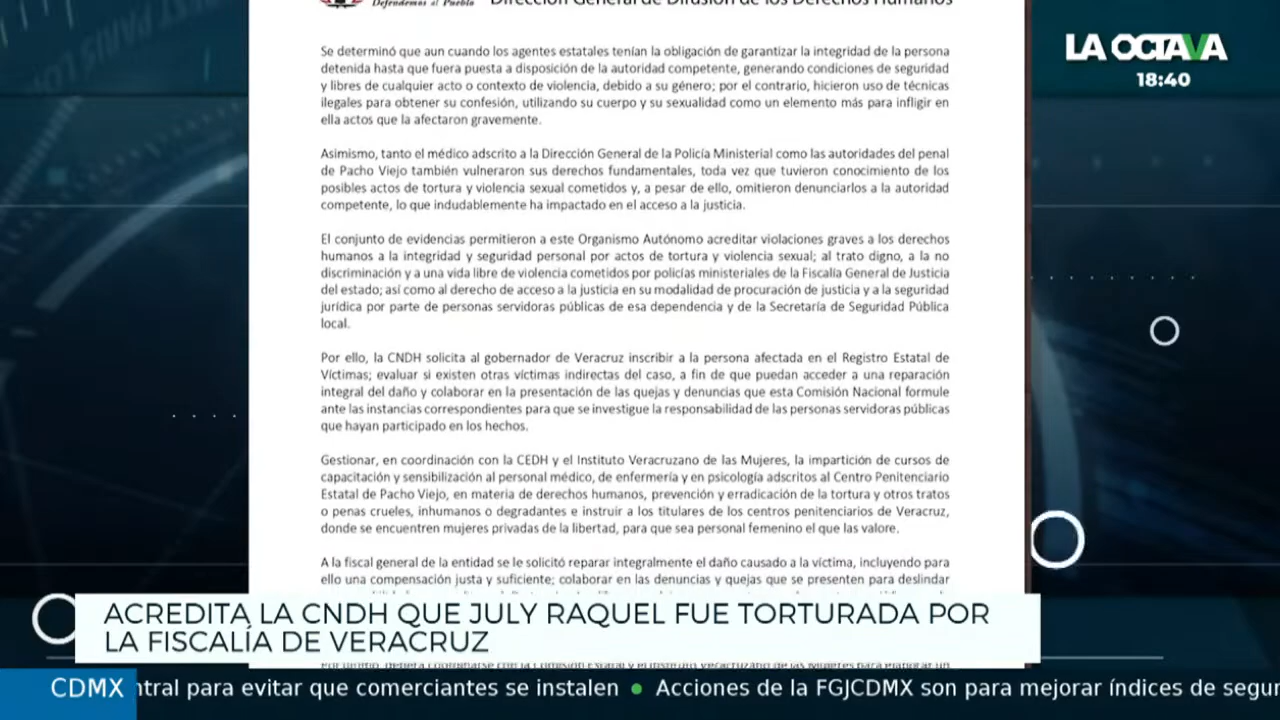 Defendemos al Pueblo Dirección General de Difusión de los Derechos Humanos
LA OCTAVA
18:40
Se determinó que aun cuando los agentes estatales tenían la obligación de garantizar la integridad de la persona
detenida hasta que fuera puesta a disposición de la autoridad competente, generando condiciones de seguridad
y libres de cualquier acto o contexto de violencia, debido a su género; por el contrario, hicieron uso de técnicas
ilegales para obtener su confesión, utilizando su cuerpo y su sexualidad como un elemento más para infligir en
ella actos que la afectaron gravemente.
Asimismo, tanto el médico adscrito a la Dirección General de la Policía Ministerial como las autoridades del penal
de Pacho Viejo también vulneraron sus derechos fundamentales, toda vez que tuvieron conocimiento de los
posibles actos de tortura y violencia sexual cometidos y, a pesar de ello, omitieron denunciarlos a la autoridad
competente, lo que indudablemente ha impactado en el acceso a la justicia.
El conjunto de evidencias permitieron a este Organismo Autónomo acreditar violaciones graves a los derechos
humanos a la integridad y seguridad personal por actos de tortura y violencia sexual; al trato digno, a la no
discriminación y a una vida libre de violencia cometidos por policías ministeriales de la Fiscalía General de Justicia
del estado; así como al derecho de acceso a la justicia en su modalidad de procuración de justicia y a la seguridad
jurídica por parte de personas servidoras públicas de esa dependencia y de la Secretaría de Seguridad Pública
local.
Por ello, la CNDH solicita al gobernador de Veracruz inscribir a la persona afectada en el Registro Estatal de
Víctimas; evaluar si existen otras víctimas indirectas del caso, a fin de que puedan acceder a una reparación
integral del daño y colaborar en la presentación de las quejas y denuncias que esta Comisión Nacional formule
ante las instancias correspondientes para que se investigue la responsabilidad de las personas servidoras públicas
que hayan participado en los hechos.
Gestionar, en coordinación con la CEDH y el Instituto Veracruzano de las Mujeres, la impartición de cursos de
capacitación y sensibilización al personal médico, de enfermería y en psicología adscritos al Centro Penitenciario
Estatal de Pacho Viejo, en materia de derechos humanos, prevención y erradicación de la tortura y otros tratos
o penas crueles, inhumanos o degradantes e instruir a los titulares de los centros penitenciarios de Veracruz,
donde se encuentren mujeres privadas de la libertad, para que sea personal femenino el que las valore.
A la fiscal general de la entidad se le solicitó reparar integralmente el daño causado a la víctima, incluyendo para
ello una compensación justa y suficiente; colaborar en las denuncias y quejas que se presenten para deslindar
ACREDITA LA CNDH QUE JULY RAQUEL FUE TORTURADA POR
LA FISCALÍA DE VERACRUZ
CDMX ntral para evitar que comerciantes se instalen • Acciones de la FGJCDMX son para mejorar índices de segur